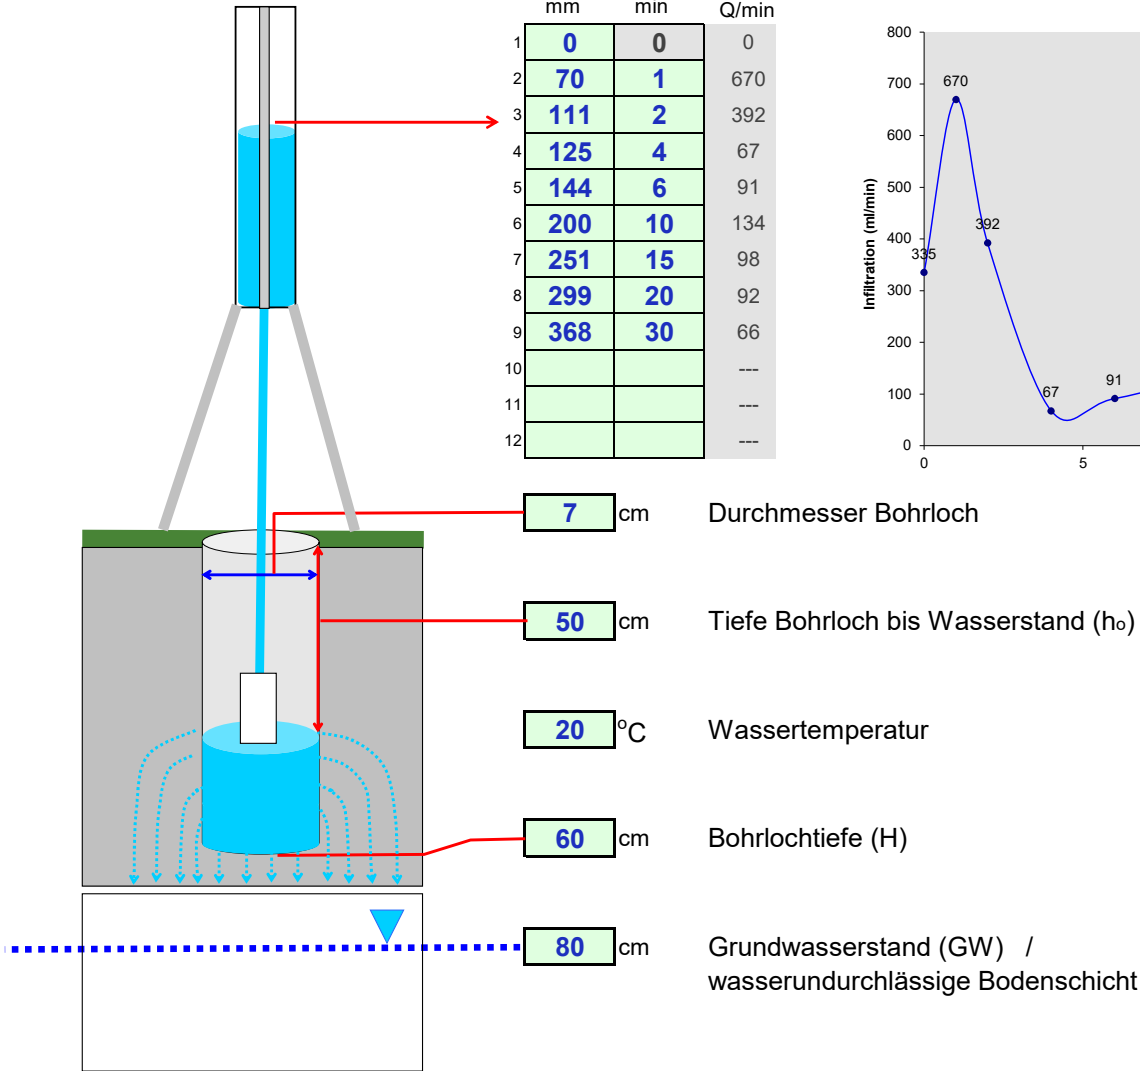 mm min Q/min
1 0 0 0
2 70 1 670
3 111 2 392
4 125 4 67
5 144 6 91
6 200 10 134
7 251 15 98
8 299 20 92
9 368 30 66
10 ---
11 ---
12 ---
800
700
600
500
400
300
200
100
0
Infiltration (ml/min)
335
670
392
67
91
0 5
7 cm Durchmesser Bohrloch
50 cm Tiefe Bohrloch bis Wasserstand (ho)
20 °C Wassertemperatur
60 cm Bohrlochtiefe (H)
80 cm Grundwasserstand (GW) /
wasserundurchlässige Bodenschicht